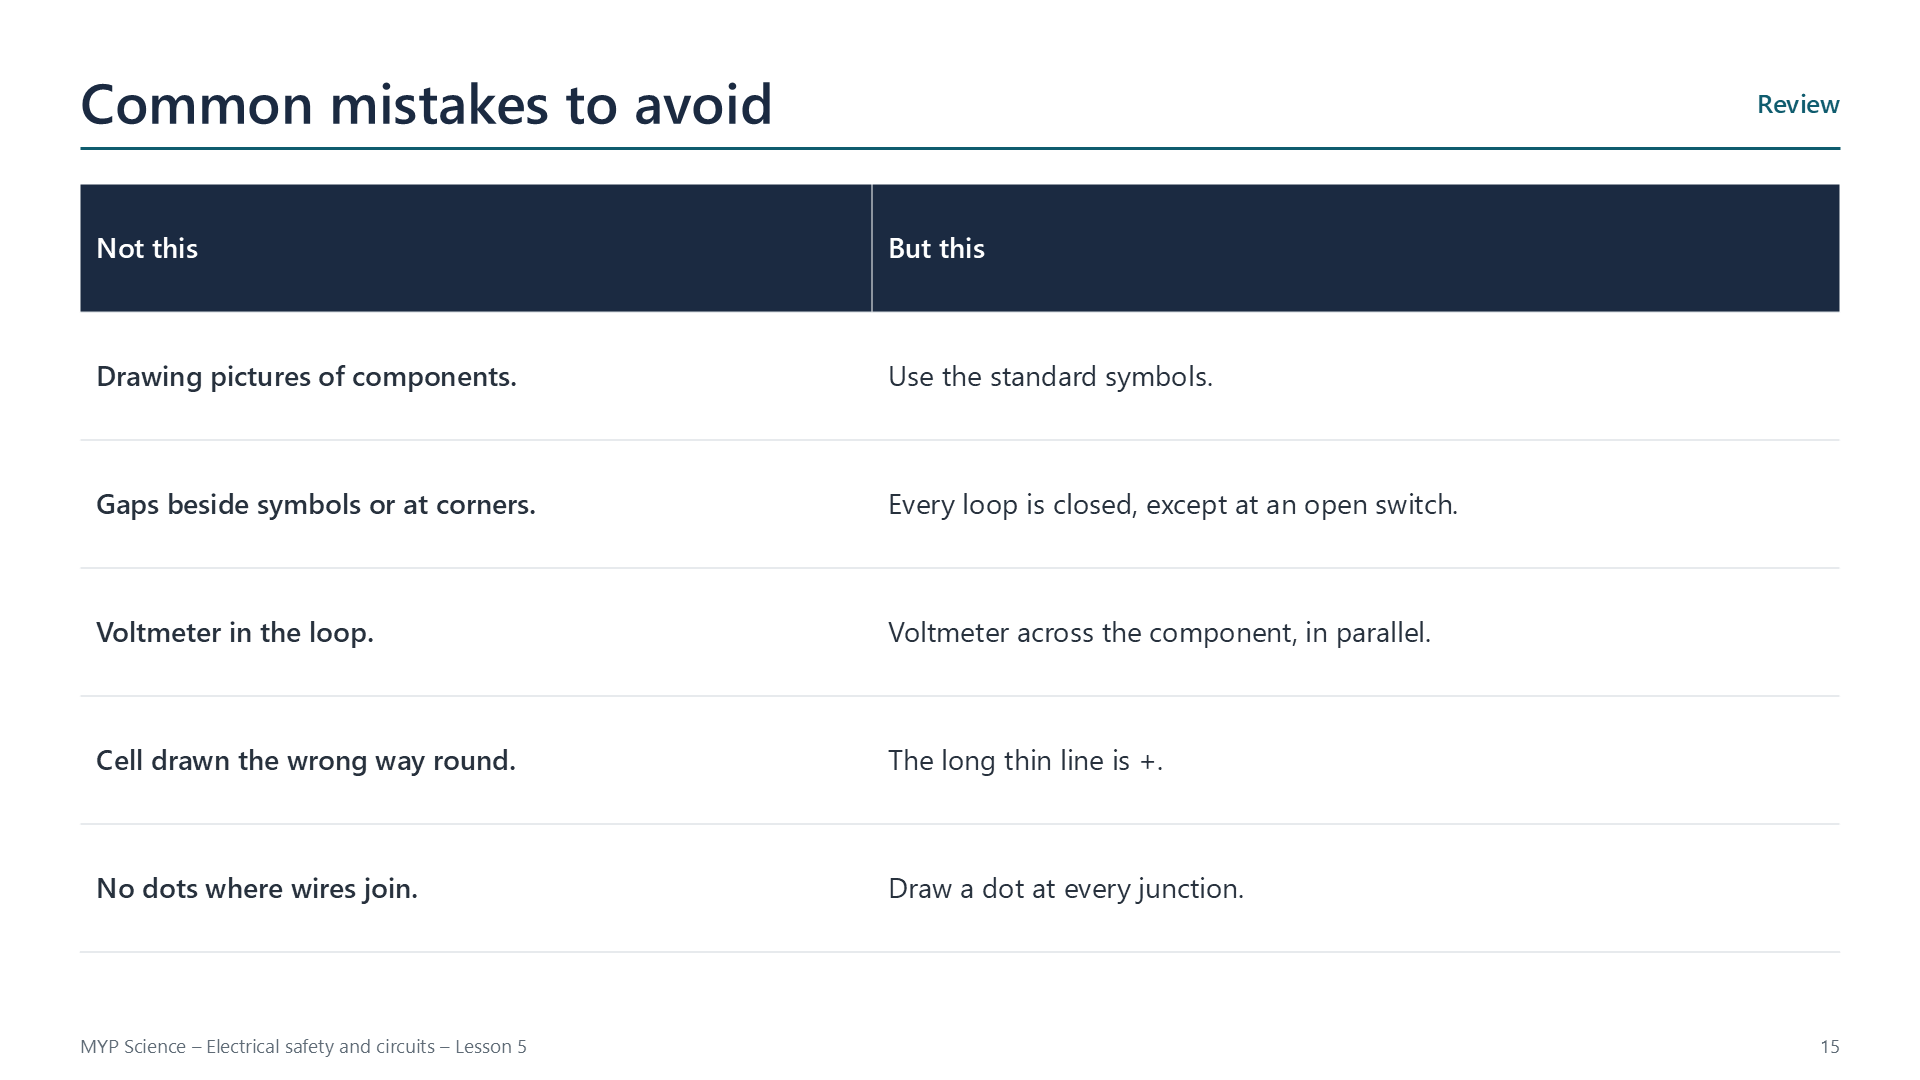 Common mistakes to avoid
Review
Not this
But this
Drawing pictures of components.
Use the standard symbols.
Gaps beside symbols or at corners.
Every loop is closed, except at an open switch.
Voltmeter in the loop.
Voltmeter across the component, in parallel.
Cell drawn the wrong way round.
The long thin line is +.
No dots where wires join.
Draw a dot at every junction.
MYP Science – Electrical safety and circuits – Lesson 5
15